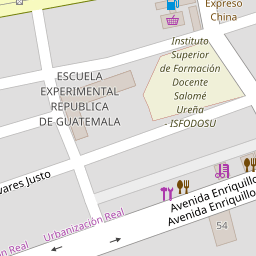 Expreso
China
Instituto
Superior
de Formación
Docente
Salomé
Ureña
- ISFODOSU
ESCUELA
EXPERIMENTAL
REPUBLICA
DE GUATEMALA
vares Justo
Avenida Enriquillo
Avenida Enriquillo
Urbanización Real
n Real
54